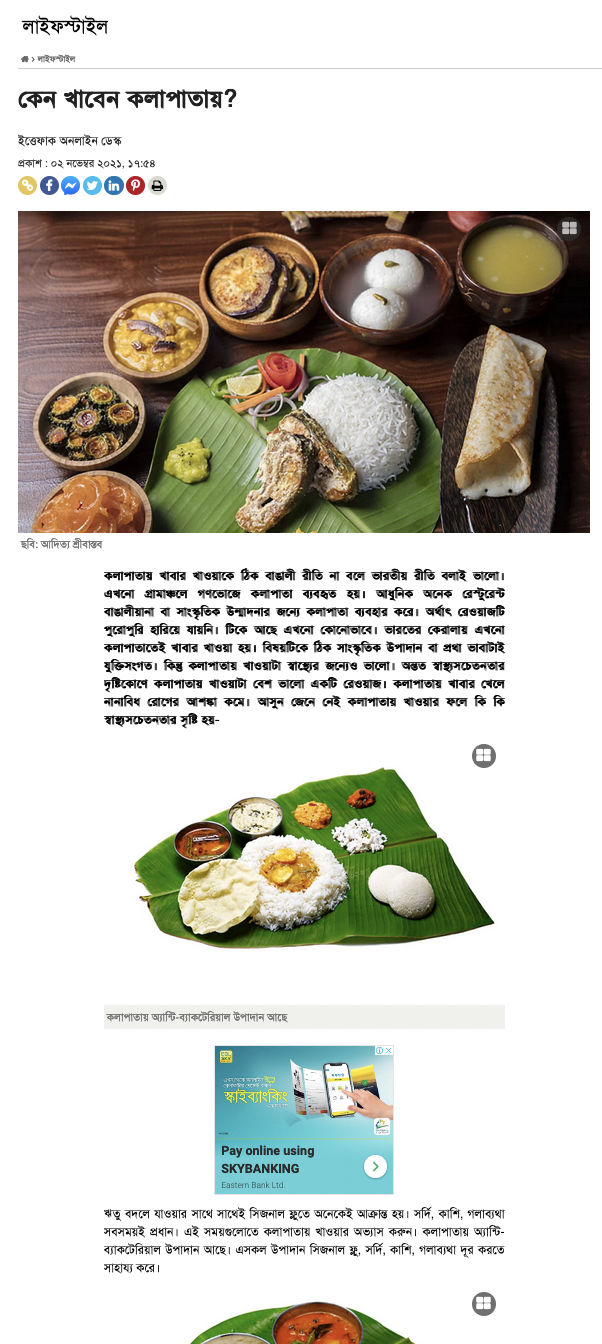 লাইফস্টাইল
› লাইফস্টাইল
কেন খাবেন কলাপাতায়?
ইত্তেফাক অনলাইন ডেস্ক
প্রকাশ : ০২ নভেম্বর ২০২১, ১৭:৫৪
ছবি: আদিত্য শ্রীবাস্তব
কলাপাতায় খাবার খাওয়াকে ঠিক বাঙালী রীতি না বলে ভারতীয় রীতি বলাই ভালো।
এখনো গ্রামাঞ্চলে গণভোজে কলাপাতা ব্যবহৃত হয়। আধুনিক অনেক রেস্টুরেন্ট
বাঙালীয়ানা বা সাংস্কৃতিক উন্মাদনার জন্যে কলাপাতা ব্যবহার করে। অর্থাৎ রেওয়াজটি
পুরোপুরি হারিয়ে যায়নি। টিকে আছে এখনো কোনোভাবে। ভারতের কেরালায় এখনো
কলাপাতাতেই খাবার খাওয়া হয়। বিষয়টিকে ঠিক সাংস্কৃতিক উপাদান বা প্রথা ভাবাটাই
যুক্তিসংগত। কিন্তু কলাপাতায় খাওয়াটা স্বাস্থ্যের জন্যেও ভালো। অন্তত স্বাস্থ্যসচেতনতার
দৃষ্টিকোণে কলাপাতায় খাওয়াটা বেশ ভালো একটি রেওয়াজ। কলাপাতায় খাবার খেলে
নানাবিধ রোগের আশঙ্কা কমে। আসুন জেনে নেই কলাপাতায় খাওয়ার ফলে কি কি
স্বাস্থ্যসচেতনতার সৃষ্টি হয়-
কলাপাতায় অ্যান্টি-ব্যাকটেরিয়াল উপাদান আছে
স্কাইব্যাংকিং
Pay online using
SKYBANKING
Eastern Bank Ltd.
ঋতু বদলে যাওয়ার সাথে সাথেই সিজনাল ফ্লুতে অনেকেই আক্রান্ত হয়। সর্দি, কাশি, গলাব্যথা
সবসময়ই প্রধান। এই সময়গুলোতে কলাপাতায় খাওয়ার অভ্যাস করুন। কলাপাতায় অ্যান্টি-
ব্যাকটেরিয়াল উপাদান আছে। এসকল উপাদান সিজনাল ফ্লু, সর্দি, কাশি, গলাব্যথা দূর করতে
সাহায্য করে।